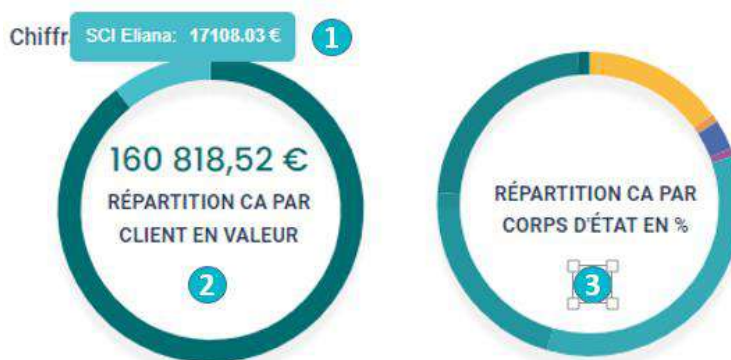 Chiffr
SCI Eliana: 17108.03 €
1
160 818,52 €
RÉPARTITION CA PAR
CLIENT EN VALEUR
2
RÉPARTITION CA PAR
CORPS D'ÉTAT EN %
3